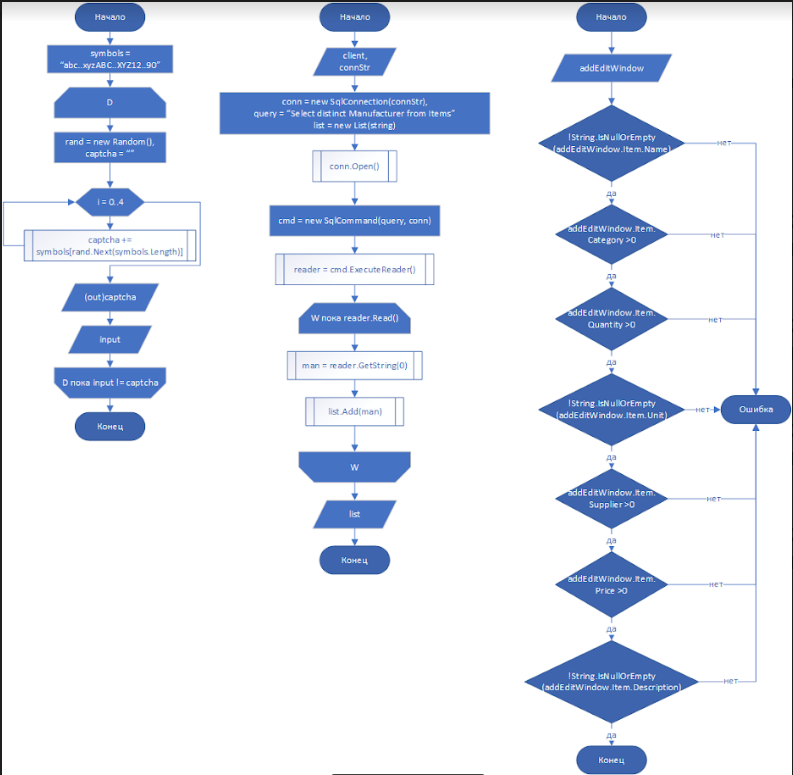 Начало
symbols =
“abc..xyzABC..XYZ12..90”
D
rand = new Random(),
captcha = “”
i = 0..4
captcha +=
symbols[rand.Next(symbols.Length)]
(out)captcha
input
D пока input != captcha
Конец
Начало
client,
connStr
conn = new SqlConnection(connStr),
query = “Select distinct Manufacturer from Items”
list = new List(string)
conn.Open()
cmd = new SqlCommand(query, conn)
reader = cmd.ExecuteReader()
W пока reader.Read()
man = reader.GetString(0)
list.Add(man)
W
list
Конец
Начало
addEditWindow
!String.IsNullOrEmpty
(addEditWindow.Item.Name)
нет
да
addEditWindow.Item.
Category >0
нет
да
addEditWindow.Item.
Quantity >0
нет
да
!String.IsNullOrEmpty
(addEditWindow.Item.Unit)
нет
Ошибка
да
addEditWindow.Item.
Supplier >0
нет
да
addEditWindow.Item.
Price >0
нет
да
!String.IsNullOrEmpty
(addEditWindow.Item.Description)
нет
да
Конец